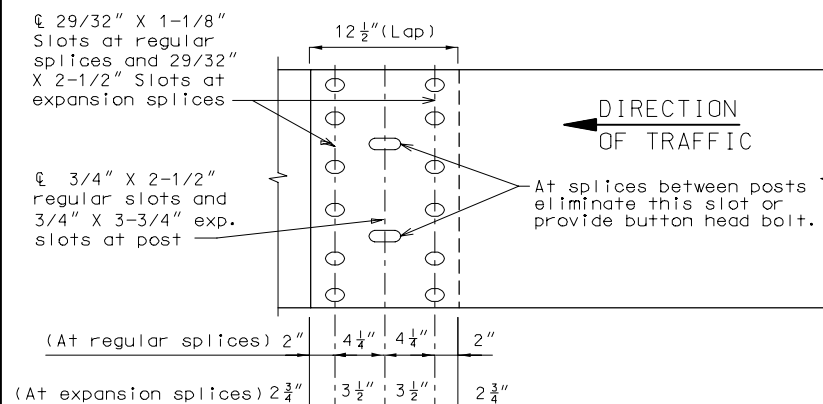 ℄ 29/32" X 1-1/8"
Slots at regular
splices and 29/32"
X 2-1/2" Slots at
expansion splices
12 1/2" (Lap)
DIRECTION
OF TRAFFIC
℄ 3/4" X 2-1/2"
regular slots and
3/4" X 3-3/4" exp.
slots at post
At splices between posts
eliminate this slot or
provide button head bolt.
(At regular splices) 2" 4 1/4" 4 1/4" 2"
(At expansion splices) 2 3/4" 3 1/2" 3 1/2" 2 3/4"